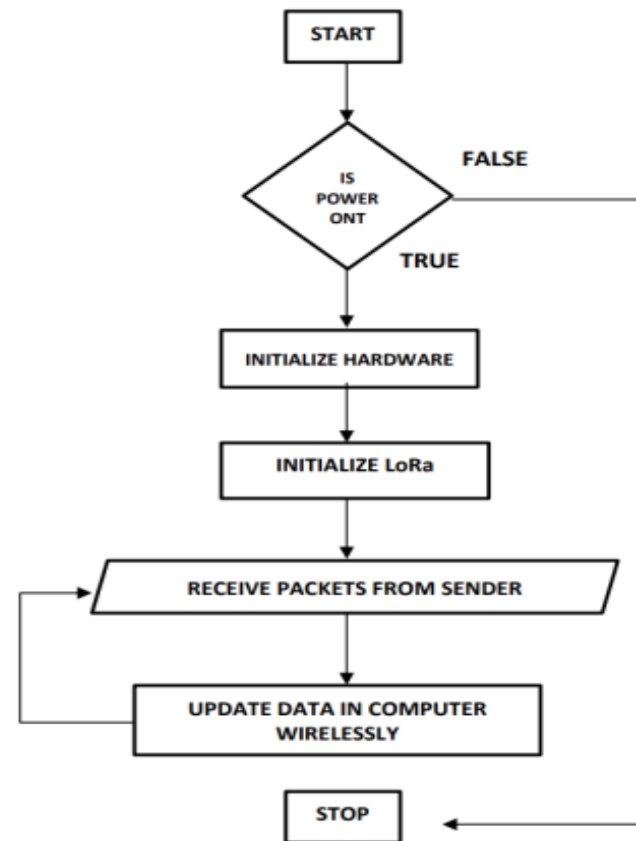 START
FALSE
IS
POWER
ONT
TRUE
INITIALIZE HARDWARE
INITIALIZE LoRa
RECEIVE PACKETS FROM SENDER
UPDATE DATA IN COMPUTER
WIRELESSLY
STOP